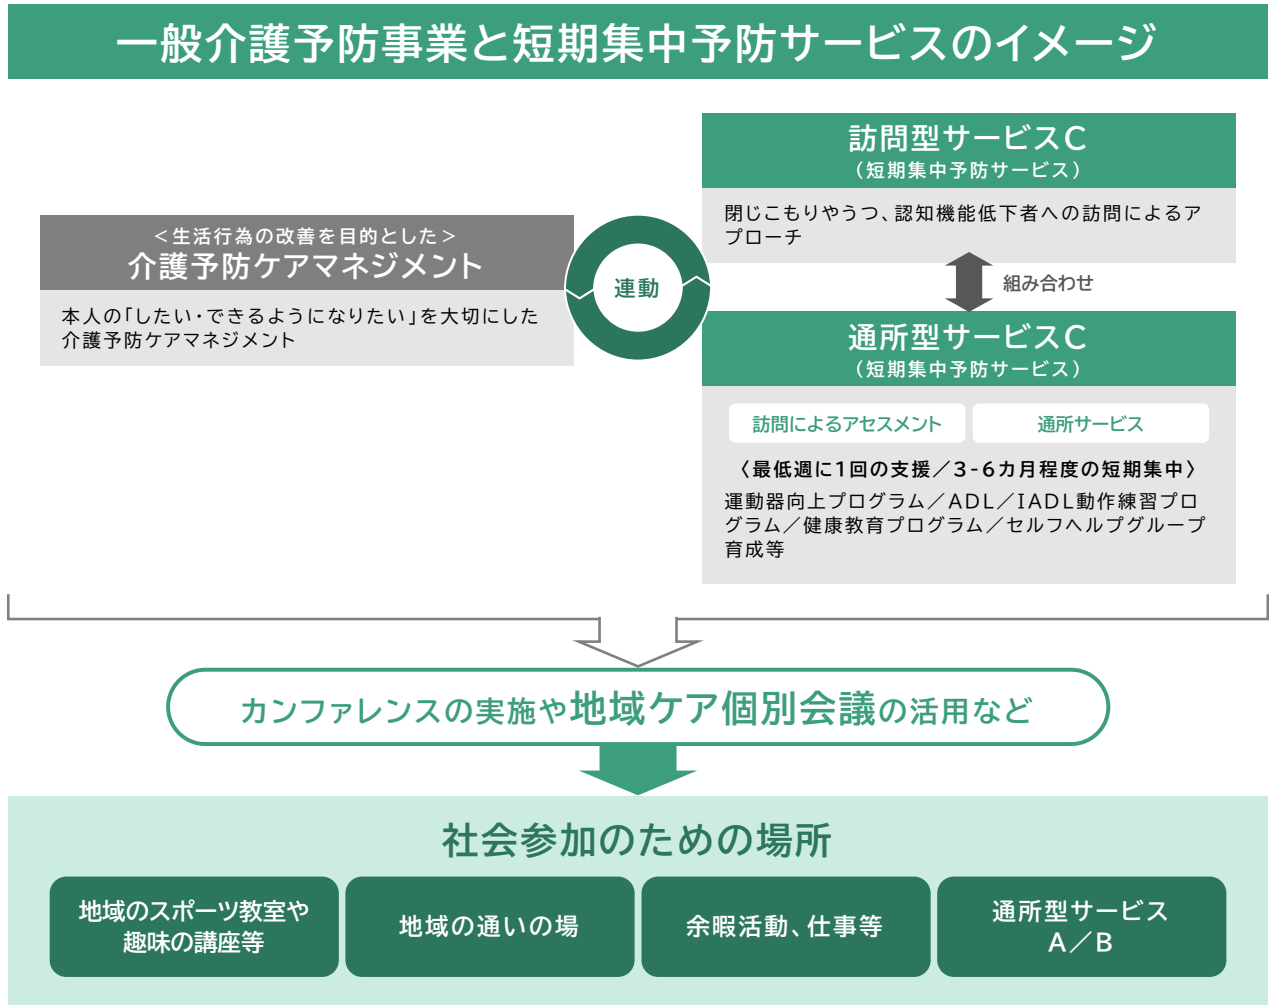 一般介護予防事業と短期集中予防サービスのイメージ
＜生活行為の改善を目的とした＞
介護予防ケアマネジメント
本人の「したい・できるようになりたい」を大切にした
介護予防ケアマネジメント
連動
訪問型サービスC
（短期集中予防サービス）
閉じこもりやうつ、認知機能低下者への訪問によるア
プローチ
組み合わせ
通所型サービスC
（短期集中予防サービス）
訪問によるアセスメント
通所サービス
〈最低週に1回の支援／3-6カ月程度の短期集中〉
運動器向上プログラム／ADL／IADL動作練習プロ
グラム／健康教育プログラム／セルフヘルプグループ
育成等
カンファレンスの実施や地域ケア個別会議の活用など
社会参加のための場所
地域のスポーツ教室や
趣味の講座等
地域の通いの場
余暇活動、仕事等
通所型サービス
A／B